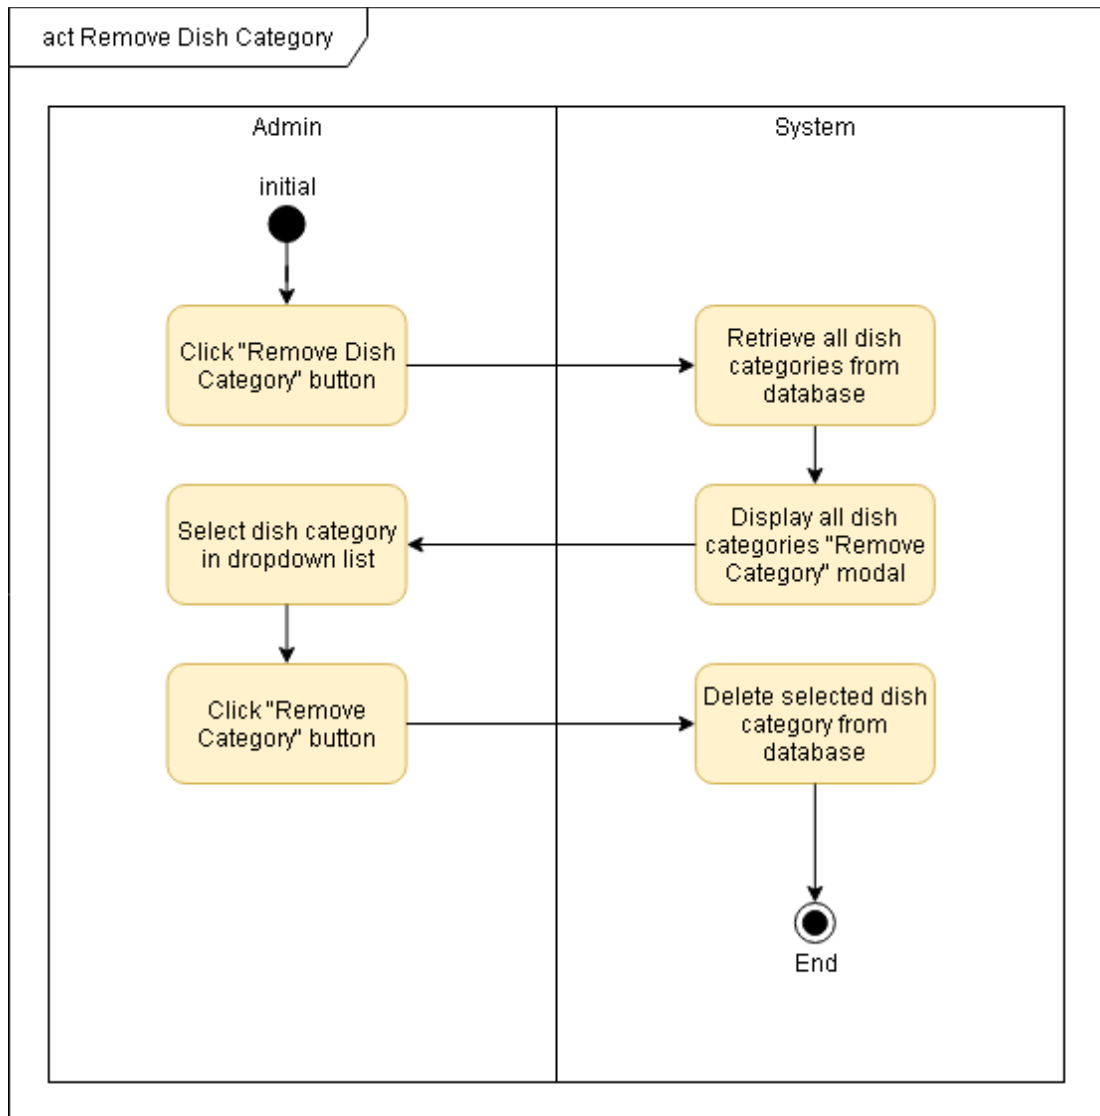 act Remove Dish Category
Admin
System
initial
Click "Remove Dish
Category" button
Retrieve all dish
categories from
database
Select dish category
in dropdown list
Display all dish
categories "Remove
Category" modal
Click "Remove
Category" button
Delete selected dish
category from
database
End